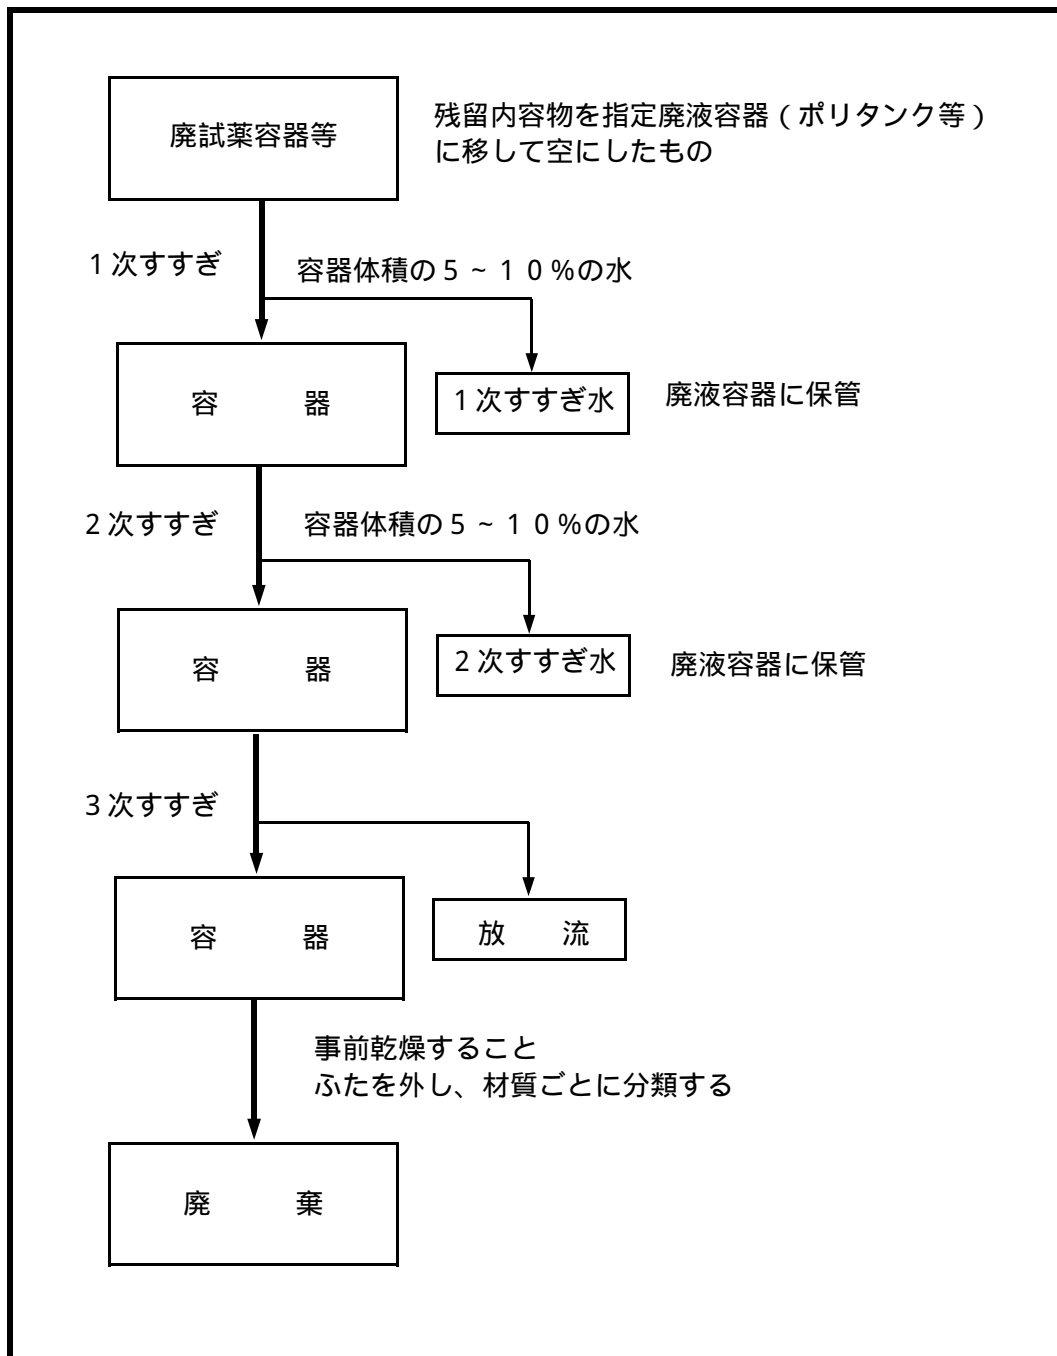 廃試薬容器等
残留内容物を指定廃液容器（ポリタンク等）
に移して空にしたもの
1次すすぎ
容器体積の5～10%の水
容　　　器
1次すすぎ水
廃液容器に保管
2次すすぎ
容器体積の5～10%の水
容　　　器
2次すすぎ水
廃液容器に保管
3次すすぎ
容　　　器
放　　流
事前乾燥すること
ふたを外し、材質ごとに分類する
廃　　　棄